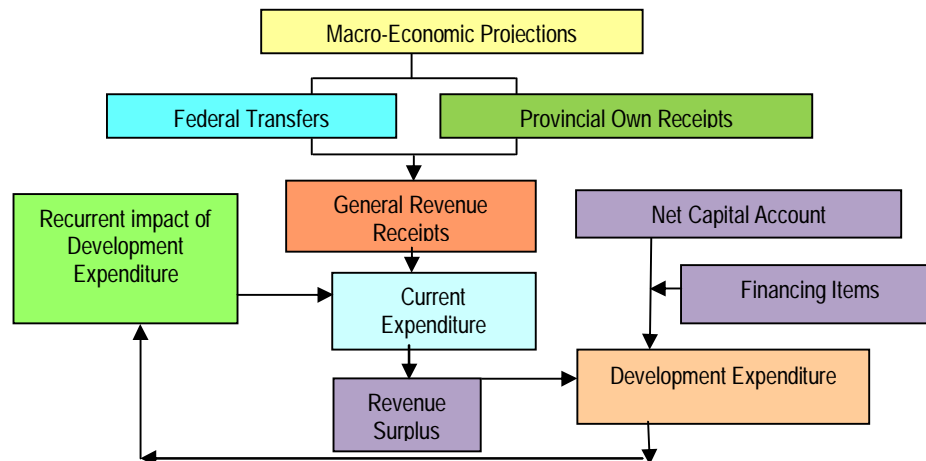 Macro-Economic Projections
Federal Transfers
Provincial Own Receipts
General Revenue
Receipts
Recurrent impact of
Development
Expenditure
Net Capital Account
Financing Items
Current
Expenditure
Development Expenditure
Revenue
Surplus